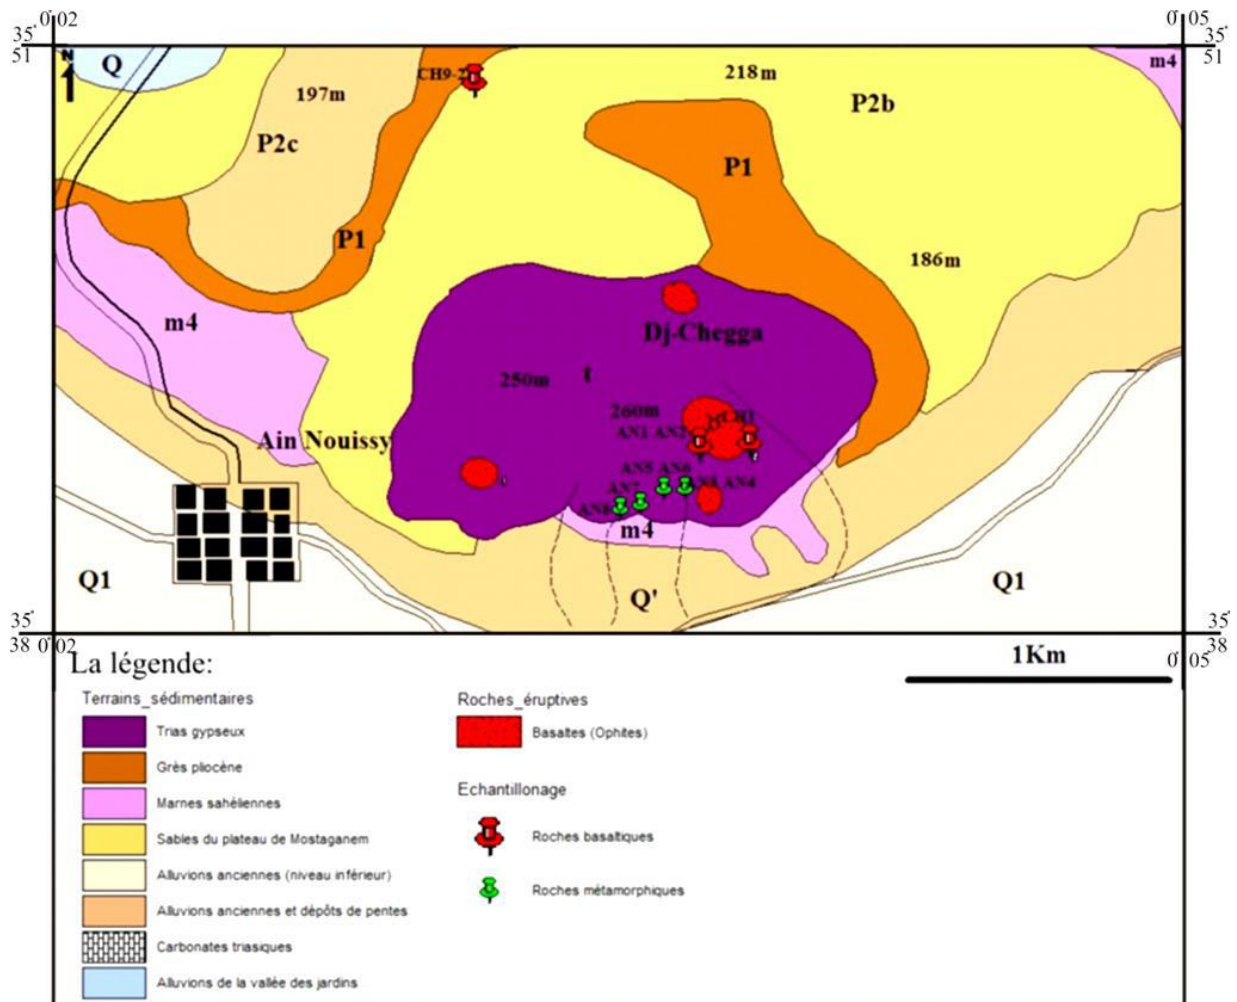 0° 02
0° 05
35°
51
35°
51
N
Q
m4
218m
CH9-2
197m
P2b
P2c
P1
P1
186m
m4
Dj-Chegga
250m
t
260m
CH1
AN1 AN2
Ain Nouissy
AN5 AN6
AN7
AN4
AN8
m4
Q1
Q1
Q'
35°
38
0° 02
35°
38
0° 05
1Km
La légende:
Terrains_sédimentaires
Trias gypseux
Grès pliocène
Marnes sahéliennes
Sables du plateau de Mostaganem
Alluvions anciennes (niveau inférieur)
Alluvions anciennes et dépôts de pentes
Carbonates triasiques
Alluvions de la vallée des jardins
Roches_éruptives
Basaltes (Ophites)
Echantillonage
Roches basaltiques
Roches métamorphiques